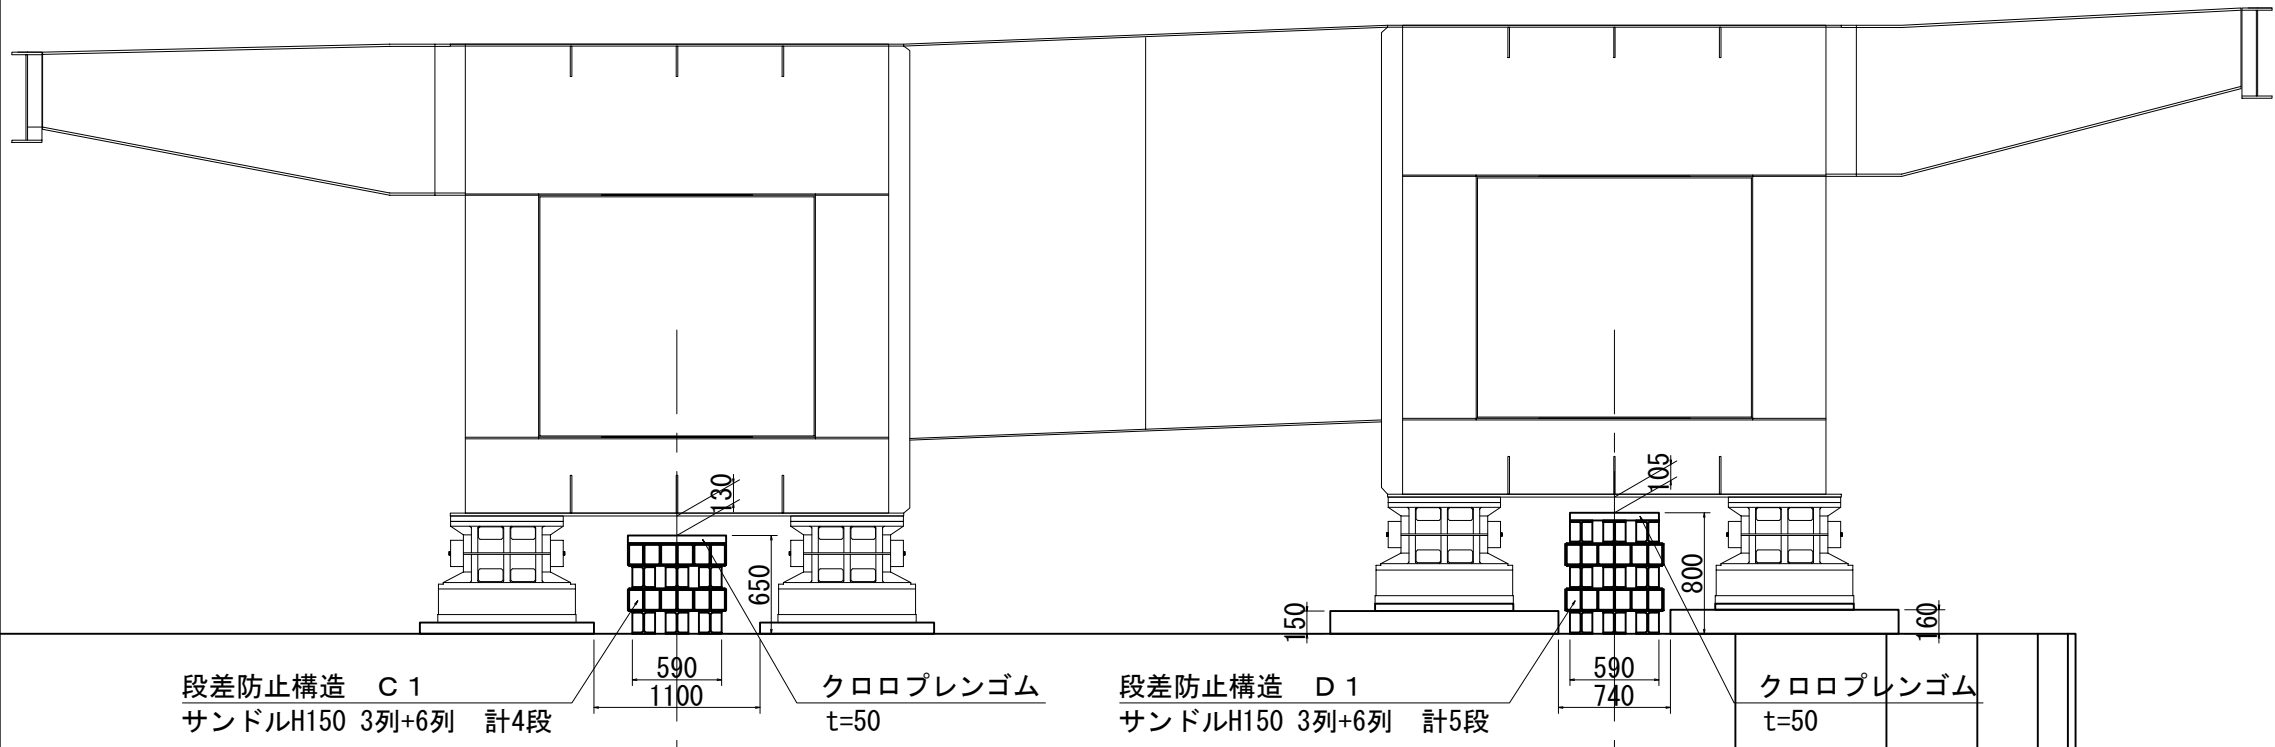 130
105
650
800
150
160
590
1100
590
740
段差防止構造 C1
サンドルH150 3列+6列 計4段
クロロプレンゴム
t=50
段差防止構造 D1
サンドルH150 3列+6列 計5段
クロロプレンゴム
t=50